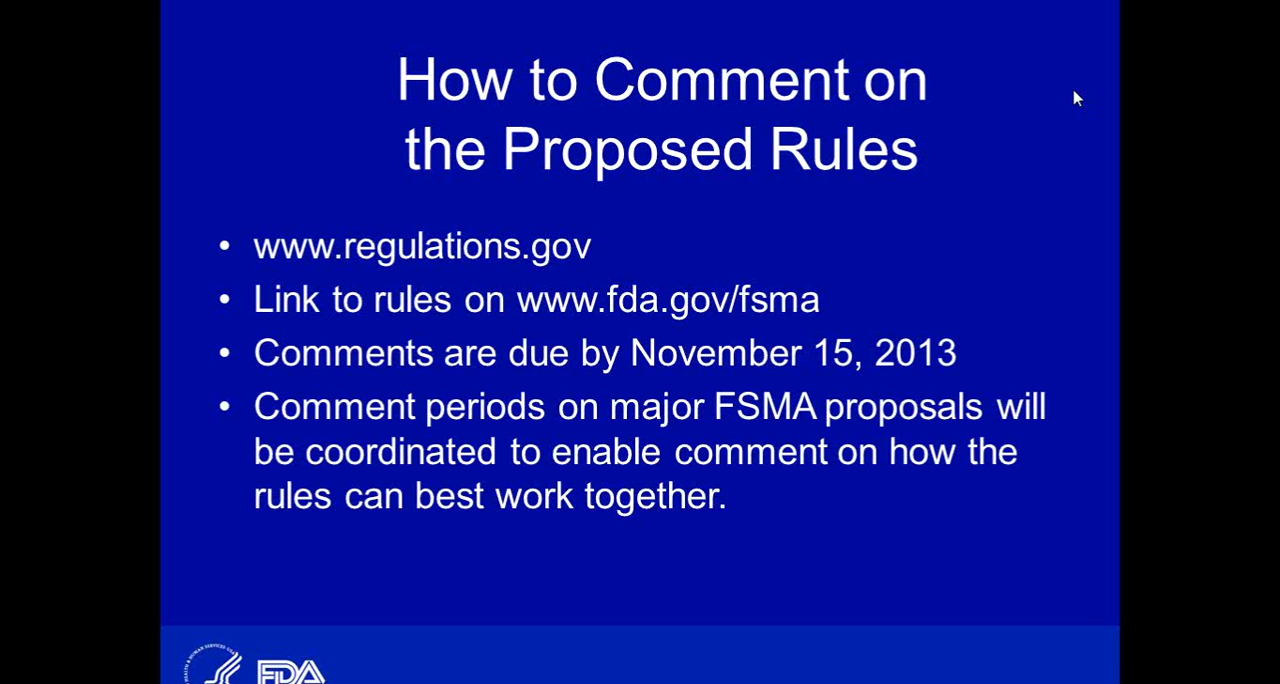 How to Comment on
the Proposed Rules
• www.regulations.gov
• Link to rules on www.fda.gov/fsma
• Comments are due by November 15, 2013
• Comment periods on major FSMA proposals will
be coordinated to enable comment on how the
rules can best work together.
FDA